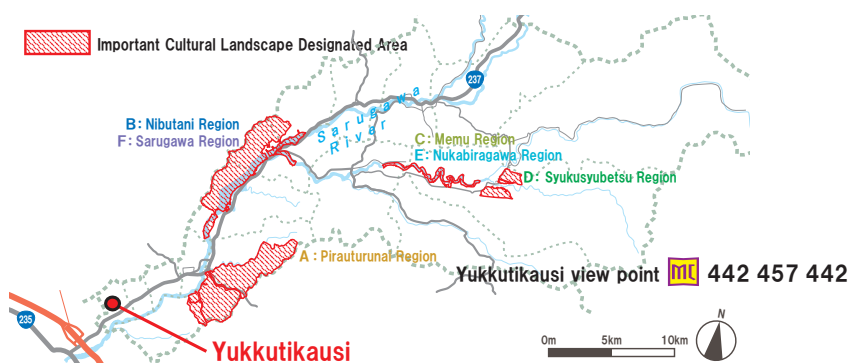 Important Cultural Landscape Designated Area
237
B: Nibutani Region
F: Sarugawa Region
Sarugawa
River
C: Memu Region
E: Nukabiragawa Region
D: Syukusyubetsu Region
A: Pirauturunai Region
Yukkutikausi view point MC 442 457 442
235
Yukkutikausi
0m 5km 10km
N